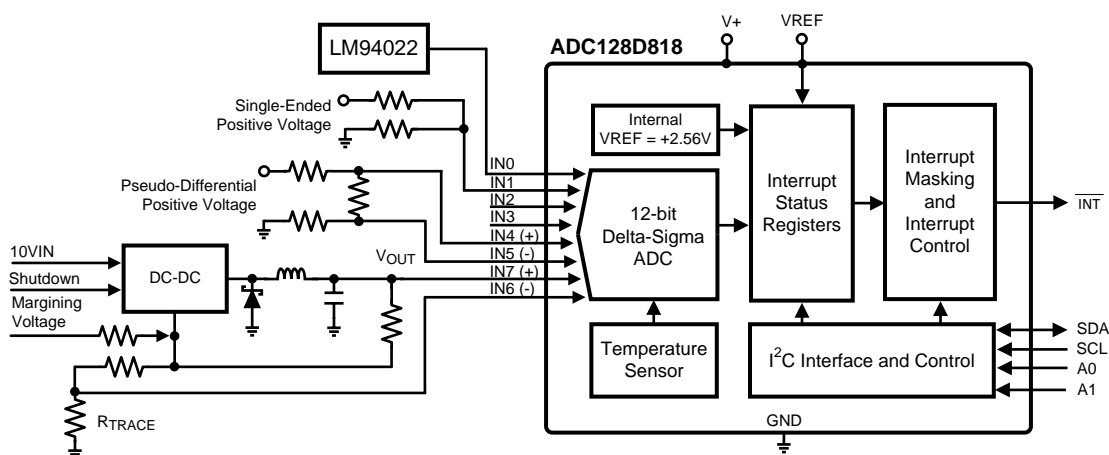 V+
VREF
ADC128D818
LM94022
Single-Ended
Positive Voltage
Internal
VREF = +2.56V
Pseudo-Differential
Positive Voltage
IN0
IN1
IN2
IN3
IN4 (+)
IN5 (-)
IN7 (+)
IN6 (-)
12-bit
Delta-Sigma
ADC
Interrupt
Status
Registers
Interrupt
Masking
and
Interrupt
Control
INT
10VIN
Shutdown
Margining
Voltage
DC-DC
VOUT
Temperature
Sensor
I2C Interface and Control
SDA
SCL
A0
A1
RTRACE
GND